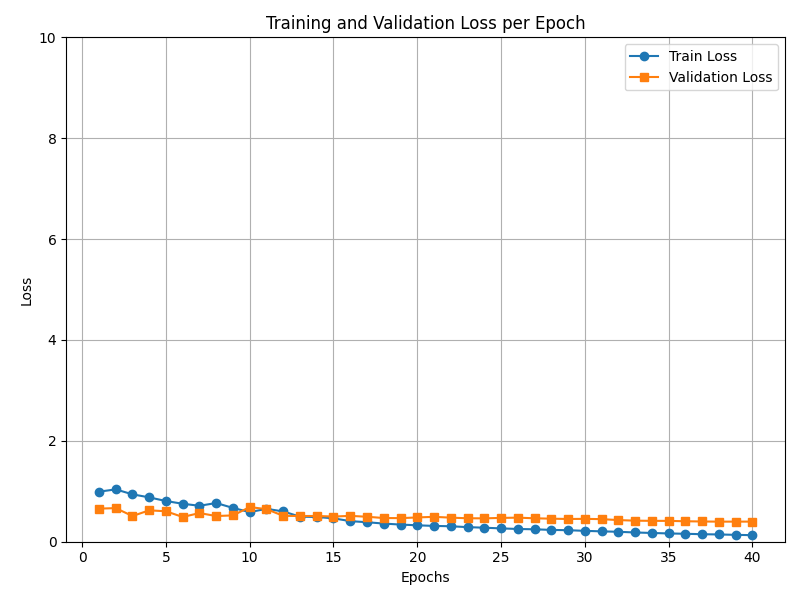 Training and Validation Loss per Epoch
Train Loss
Validation Loss
10
8
6
4
2
0
Loss
0 5 10 15 20 25 30 35 40
Epochs